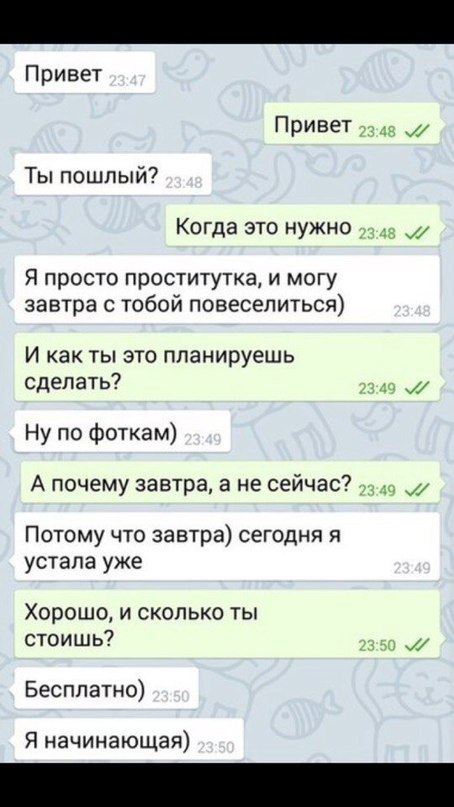 Привет 23:47
Привет 23:48
Ты пошлый? 23:48
Когда это нужно 23:48
Я просто проститутка, и могу
завтра с тобой повеселиться) 23:48
И как ты это планируешь
сделать? 23:49
Ну по фоткам) 23:49
А почему завтра, а не сейчас? 23:49
Потому что завтра) сегодня я
устала уже 23:49
Хорошо, и сколько ты
стоишь? 23:50
Бесплатно) 23:50
Я начинающая) 23:50